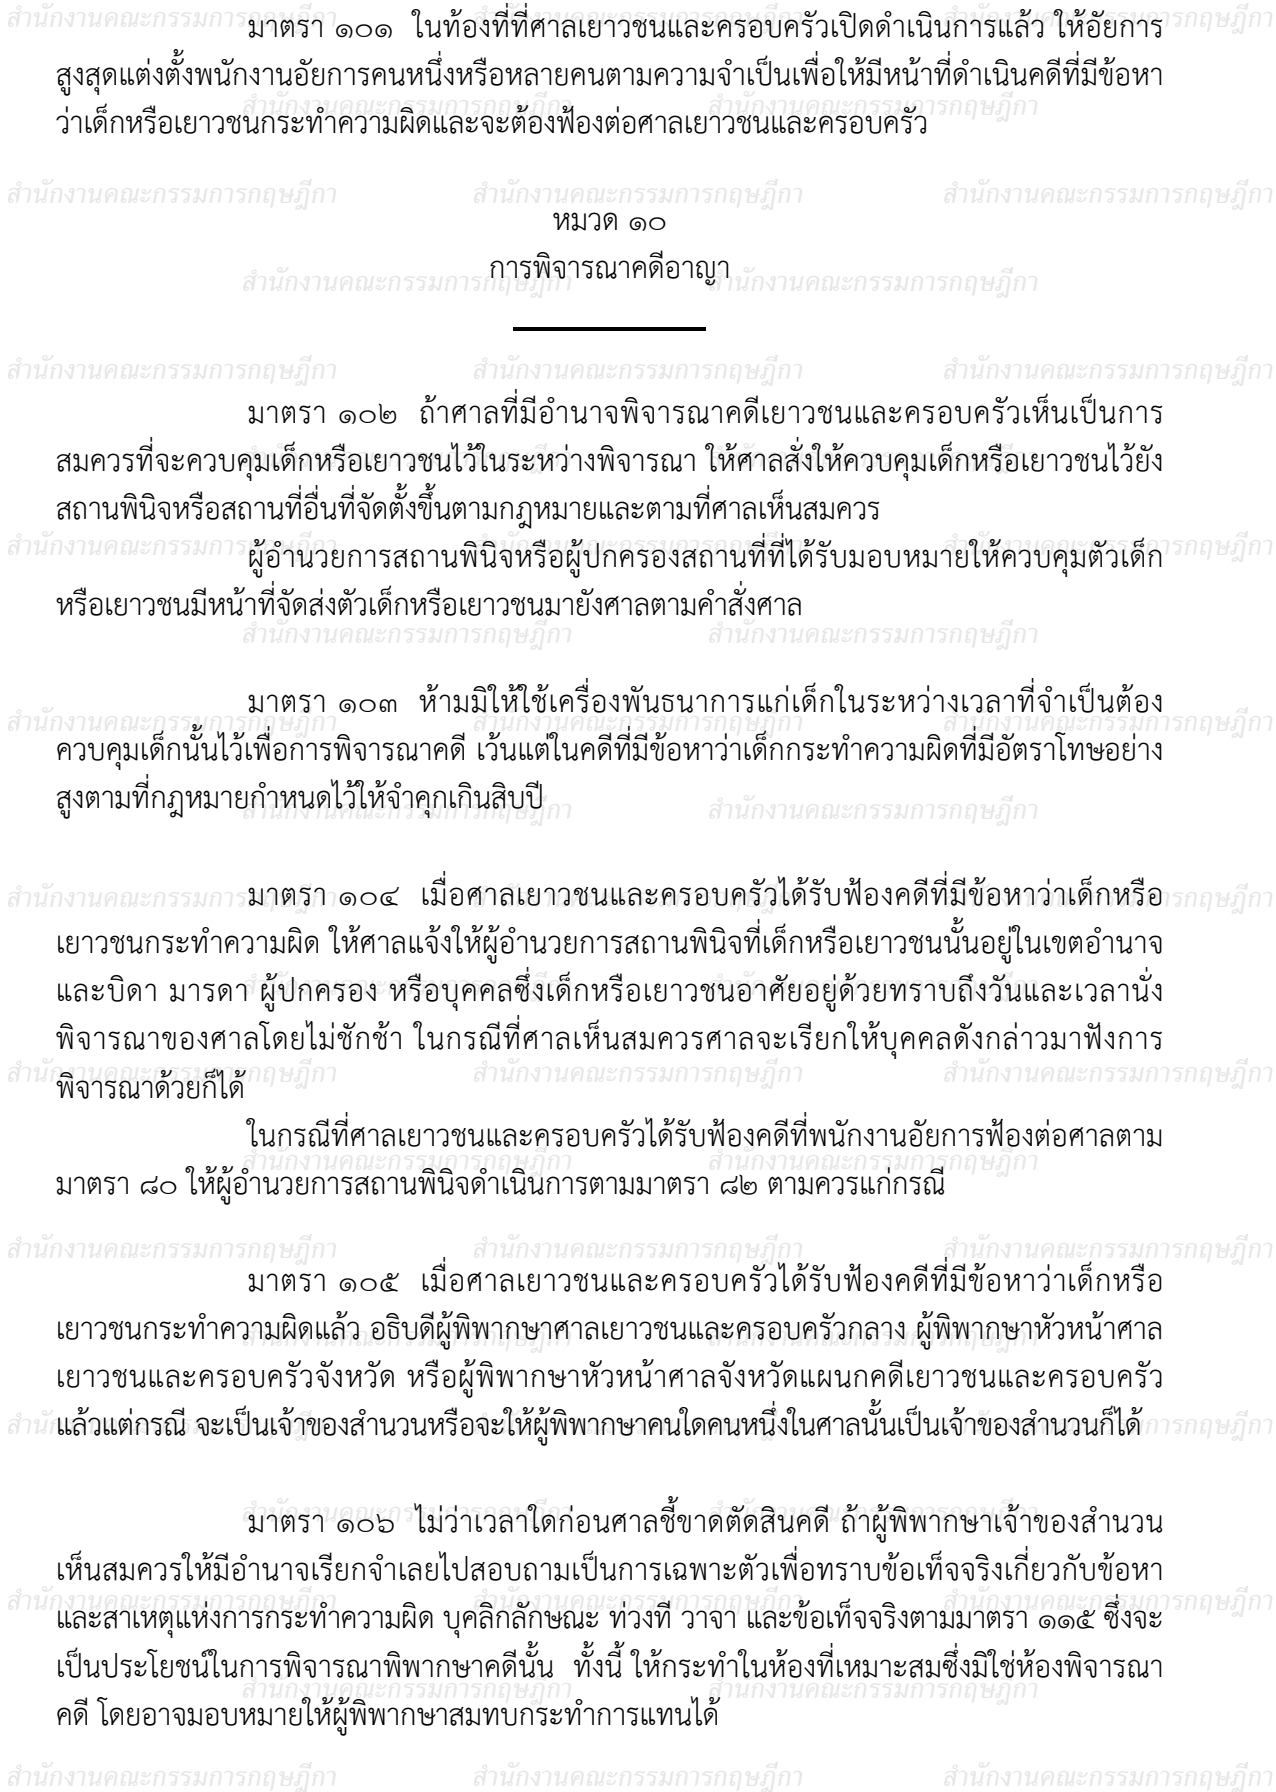 มาตรา ๑๐๑ ในท้องที่ที่ศาลเยาวชนและครอบครัวเปิดดำเนินการแล้ว ให้อัยการ
สูงสุดแต่งตั้งพนักงานอัยการคนหนึ่งหรือหลายคนตามความจำเป็นเพื่อให้มีหน้าที่ดำเนินคดีที่มีข้อหา
ว่าเด็กหรือเยาวชนกระทำความผิดและจะต้องฟ้องต่อศาลเยาวชนและครอบครัว
หมวด ๑๐
การพิจารณาคดีอาญา
มาตรา ๑๐๒ ถ้าศาลที่มีอำนาจพิจารณาคดีเยาวชนและครอบครัวเห็นเป็นการ
สมควรที่จะควบคุมเด็กหรือเยาวชนไว้ในระหว่างพิจารณา ให้ศาลสั่งให้ควบคุมเด็กหรือเยาวชนไว้ยัง
สถานพินิจหรือสถานที่อื่นที่จัดตั้งขึ้นตามกฎหมายและตามที่ศาลเห็นสมควร
ผู้อำนวยการสถานพินิจหรือผู้ปกครองสถานที่ที่ได้รับมอบหมายให้ควบคุมตัวเด็ก
หรือเยาวชนมีหน้าที่จัดส่งตัวเด็กหรือเยาวชนมายังศาลตามคำสั่งศาล
มาตรา ๑๐๓ ห้ามมิให้ใช้เครื่องพันธนาการแก่เด็กในระหว่างเวลาที่จำเป็นต้อง
ควบคุมเด็กนั้นไว้เพื่อการพิจารณาคดี เว้นแต่ในคดีที่มีข้อหาว่าเด็กกระทำความผิดที่มีอัตราโทษอย่าง
สูงตามที่กฎหมายกำหนดไว้ให้จำคุกเกินสิบปี
มาตรา ๑๐๔ เมื่อศาลเยาวชนและครอบครัวได้รับฟ้องคดีที่มีข้อหาว่าเด็กหรือ
เยาวชนกระทำความผิด ให้ศาลแจ้งให้ผู้อำนวยการสถานพินิจที่เด็กหรือเยาวชนนั้นอยู่ในเขตอำนาจ
และบิดา มารดา ผู้ปกครอง หรือบุคคลซึ่งเด็กหรือเยาวชนอาศัยอยู่ด้วยทราบถึงวันและเวลานั่ง
พิจารณาของศาลโดยไม่ชักช้า ในกรณีที่ศาลเห็นสมควรศาลจะเรียกให้บุคคลดังกล่าวมาฟังการ
พิจารณาด้วยก็ได้
ในกรณีที่ศาลเยาวชนและครอบครัวได้รับฟ้องคดีที่พนักงานอัยการฟ้องต่อศาลตาม
มาตรา ๘๐ ให้ผู้อำนวยการสถานพินิจดำเนินการตามมาตรา ๘๒ ตามควรแก่กรณี
มาตรา ๑๐๕ เมื่อศาลเยาวชนและครอบครัวได้รับฟ้องคดีที่มีข้อหาว่าเด็กหรือ
เยาวชนกระทำความผิดแล้ว อธิบดีผู้พิพากษาศาลเยาวชนและครอบครัวกลาง ผู้พิพากษาหัวหน้าศาล
เยาวชนและครอบครัวจังหวัด หรือผู้พิพากษาหัวหน้าศาลจังหวัดแผนกคดีเยาวชนและครอบครัว
แล้วแต่กรณี จะเป็นเจ้าของสำนวนหรือจะให้ผู้พิพากษาคนใดคนหนึ่งในศาลนั้นเป็นเจ้าของสำนวนก็ได้
มาตรา ๑๐๖ ไม่ว่าเวลาใดก่อนศาลชี้ขาดตัดสินคดี ถ้าผู้พิพากษาเจ้าของสำนวน
เห็นสมควรให้มีอำนาจเรียกจำเลยไปสอบถามเป็นการเฉพาะตัวเพื่อทราบข้อเท็จจริงเกี่ยวกับข้อหา
และสาเหตุแห่งการกระทำความผิด บุคลิกลักษณะ ท่วงที วาจา และข้อเท็จจริงตามมาตรา ๑๑๕ ซึ่งจะ
เป็นประโยชน์ในการพิจารณาพิพากษาคดีนั้น ทั้งนี้ ให้กระทำในห้องที่เหมาะสมซึ่งมิใช่ห้องพิจารณา
คดี โดยอาจมอบหมายให้ผู้พิพากษาสมทบกระทำการแทนได้